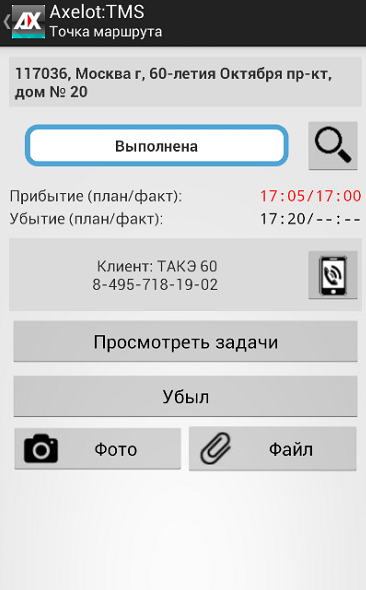 AX Axelot:TMS
Точка маршрута
117036, Москва г, 60-летия Октября пр-кт,
дом № 20
Выполнена
Прибытие (план/факт): 17:05/17:00
Убытие (план/факт): 17:20/--:--
Клиент: ТАКЭ 60
8-495-718-19-02
Просмотреть задачи
Убыл
Фото Файл